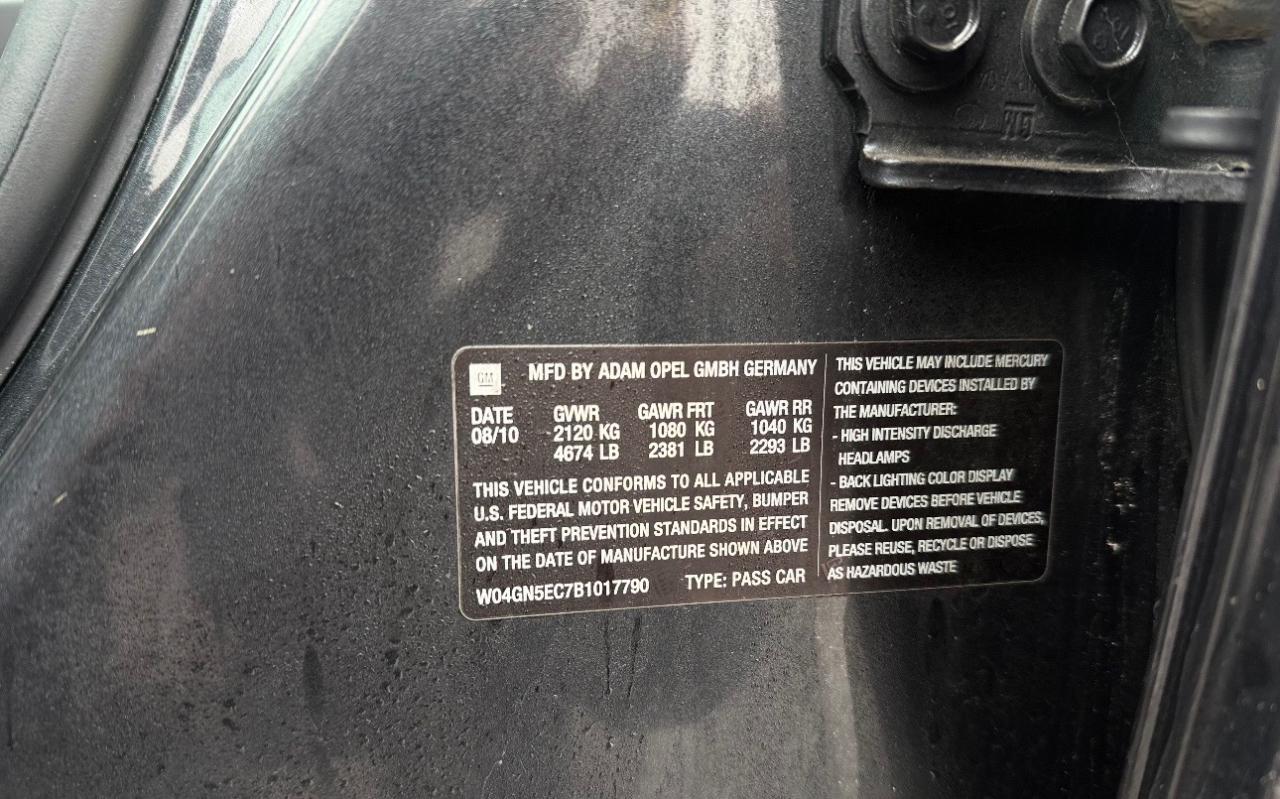 GM
MFD BY ADAM OPEL GMBH GERMANY
DATE GVWR GAWR FRT GAWR RR
08/10 2120 KG 1080 KG 1040 KG
4674 LB 2381 LB 2293 LB
THIS VEHICLE CONFORMS TO ALL APPLICABLE
U.S. FEDERAL MOTOR VEHICLE SAFETY, BUMPER
AND THEFT PREVENTION STANDARDS IN EFFECT
ON THE DATE OF MANUFACTURE SHOWN ABOVE
W04GN5EC7B1017790 TYPE: PASS CAR
THIS VEHICLE MAY INCLUDE MERCURY
CONTAINING DEVICES INSTALLED BY
THE MANUFACTURER:
- HIGH INTENSITY DISCHARGE
HEADLAMPS
- BACK LIGHTING COLOR DISPLAY
REMOVE DEVICES BEFORE VEHICLE
DISPOSAL. UPON REMOVAL OF DEVICES,
PLEASE REUSE, RECYCLE OR DISPOSE
AS HAZARDOUS WASTE